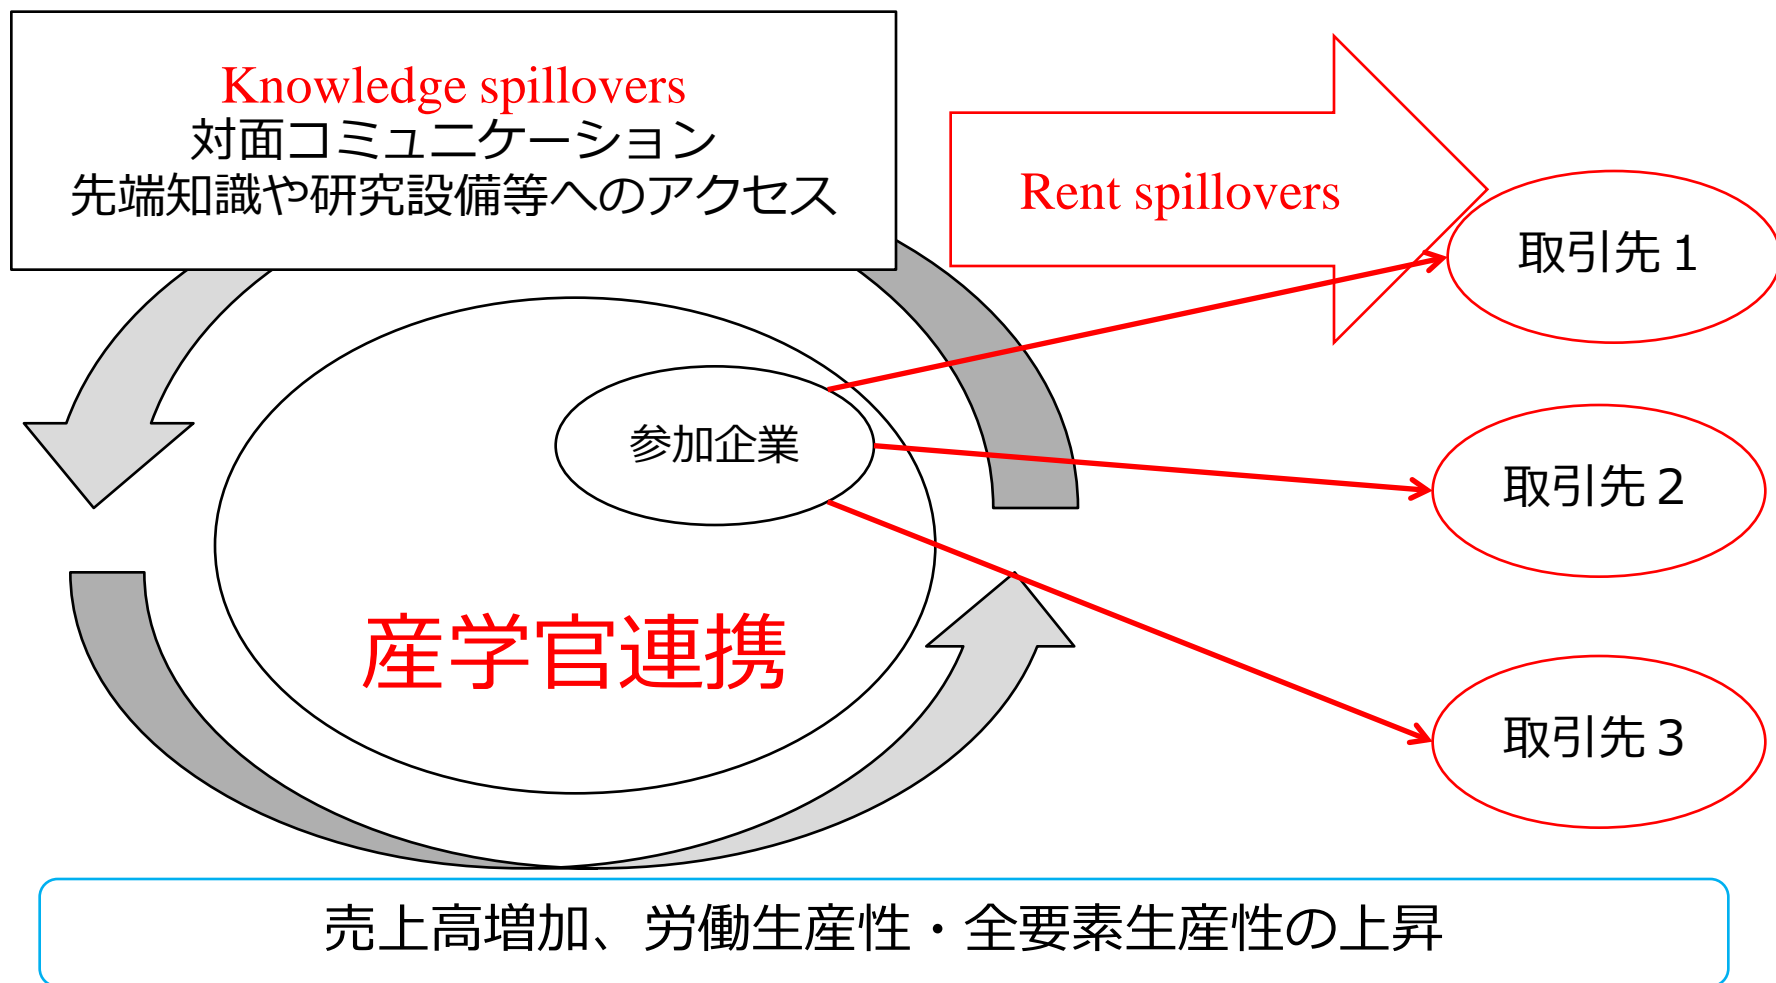 Knowledge spillovers
対面コミュニケーション
先端知識や研究設備等へのアクセス
Rent spillovers
取引先１
参加企業
取引先２
産学官連携
取引先３
売上高増加、労働生産性・全要素生産性の上昇